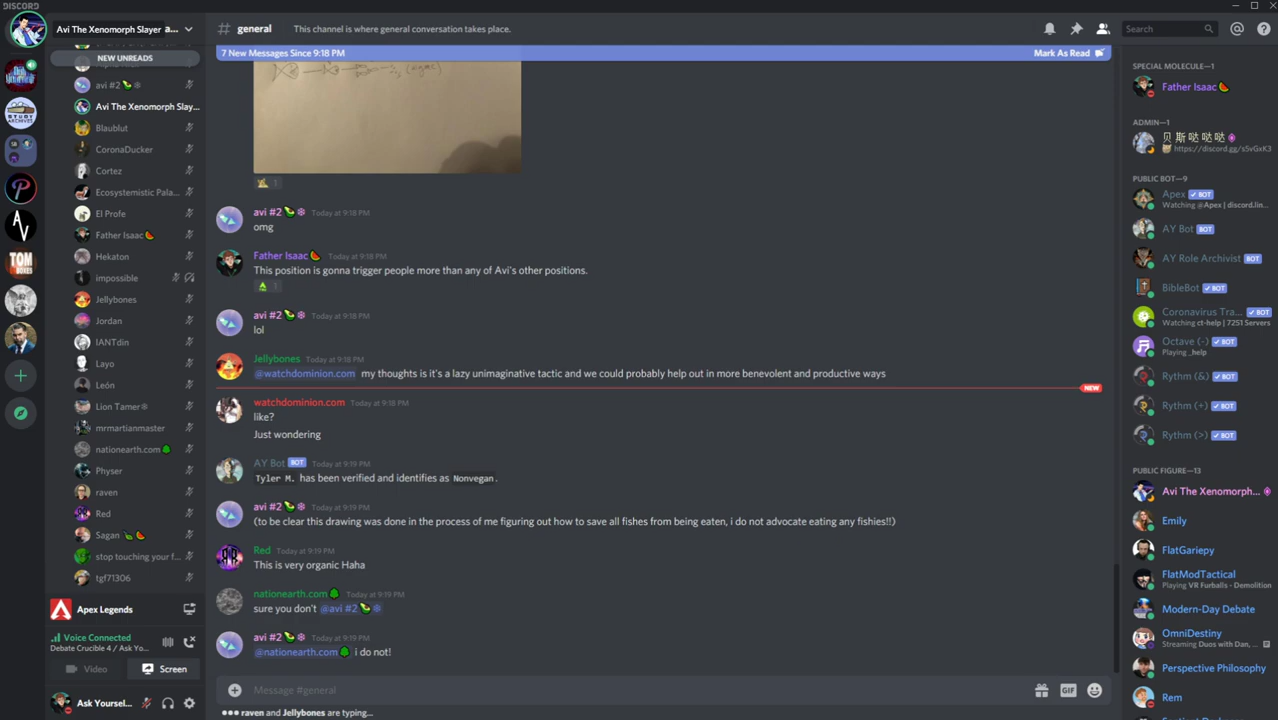 DISCORD
Avi The Xenomorph Slayer a...
general
This channel is where general conversation takes place.
Search
NEW UNREADS
avi #2
Avi The Xenomorph Slay...
Blaublut
CoronaDucker
Cortez
Ecosystemistic Pala...
El Profe
Father Isaac
Hekaton
impossible
Jellybones
Jordan
IANTdin
Layo
León
Lion Tamer
mrmartianmaster
nationearth.com
Physer
raven
Red
Sagan
stop touching your f...
tgf71306
STUDY
ARCHIVES
AV
TOM
BOXES
Apex Legends
Voice Connected
Debate Crucible 4 / Ask Yo...
Video
Screen
Ask Yoursel...
7 New Messages Since 9:18 PM
Mark As Read
1
avi #2 Today at 9:18 PM
omg
Father Isaac Today at 9:18 PM
This position is gonna trigger people more than any of Avi's other positions.
1
avi #2 Today at 9:18 PM
lol
Jellybones Today at 9:18 PM
@watchdominion.com my thoughts is it's a lazy unimaginative tactic and we could probably help out in more benevolent and productive ways
NEW
watchdominion.com Today at 9:18 PM
like?
Just wondering
AY Bot BOT Today at 9:19 PM
Tyler M. has been verified and identifies as Nonvegan.
avi #2 Today at 9:19 PM
(to be clear this drawing was done in the process of me figuring out how to save all fishes from being eaten, i do not advocate eating any fishies!!)
Red Today at 9:19 PM
This is very organic Haha
nationearth.com Today at 9:19 PM
sure you don't @avi #2
avi #2 Today at 9:19 PM
@nationearth.com i do not!
Message #general
GIF
raven and Jellybones are typing...
SPECIAL MOLECULE—1
Father Isaac
ADMIN—1
贝斯哒哒哒
https://discord.gg/sSvGxK3
PUBLIC BOT—9
Apex BOT
Watching @Apex | discord.lin...
AY Bot BOT
AY Role Archivist BOT
BibleBot BOT
Coronavirus Tra... BOT
Watching ct-help | 7251 Servers
Octave (-) BOT
Playing _help
Rythm (&) BOT
Rythm (+) BOT
Rythm (>) BOT
PUBLIC FIGURE—13
Avi The Xenomorph...
Emily
FlatGariepy
FlatModTactical
Playing VR Furballs - Demolition
Modern-Day Debate
OmniDestiny
Streaming Duos with Dan, ...
Perspective Philosophy
Rem